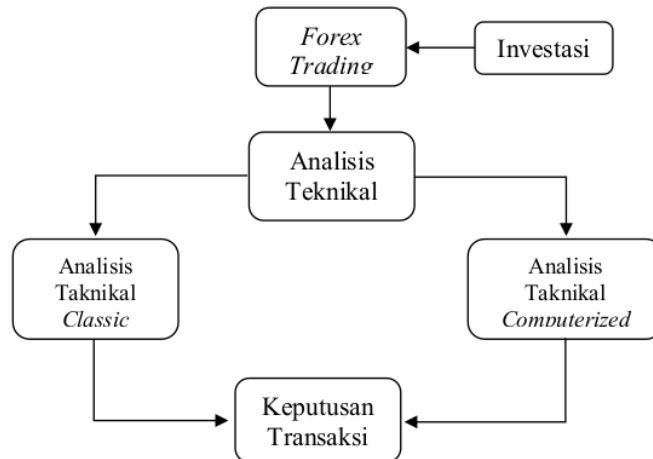 Forex
Trading
Investasi
Analisis
Teknikal
Analisis
Taknikal
Classic
Analisis
Taknikal
Computerized
Keputusan
Transaksi